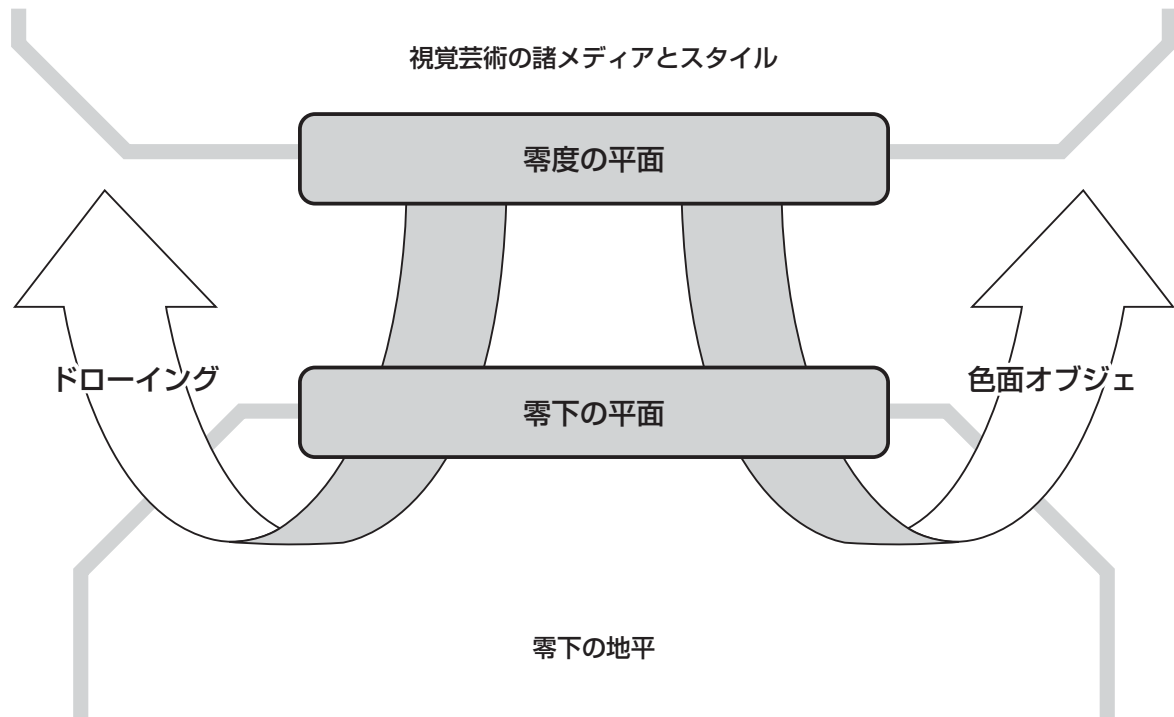 視覚芸術の諸メディアとスタイル
零度の平面
ドローイング
色面オブジェ
零下の平面
零下の地平